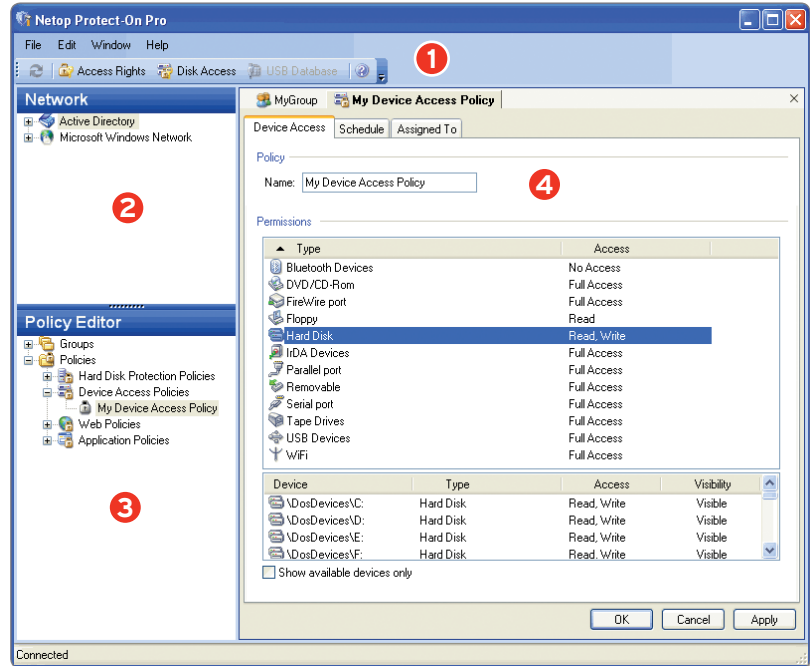 Netop Protect-On Pro
File Edit Window Help
Access Rights Disk Access USB Database
1
Network
Active Directory
Microsoft Windows Network
2
Policy Editor
Groups
Policies
Hard Disk Protection Policies
Device Access Policies
My Device Access Policy
Web Policies
Application Policies
3
MyGroup My Device Access Policy
Device Access Schedule Assigned To
Policy
Name: My Device Access Policy
4
Permissions
Type Access
Bluetooth Devices No Access
DVD/CD-Rom Full Access
FireWire port Full Access
Floppy Read
Hard Disk Read, Write
IrDA Devices Full Access
Parallel port Full Access
Removable Full Access
Serial port Full Access
Tape Drives Full Access
USB Devices Full Access
WiFi Full Access
Device Type Access Visibility
\DosDevices\C: Hard Disk Read, Write Visible
\DosDevices\D: Hard Disk Read, Write Visible
\DosDevices\E: Hard Disk Read, Write Visible
\DosDevices\F: Hard Disk Read, Write Visible
Show available devices only
OK Cancel Apply
Connected